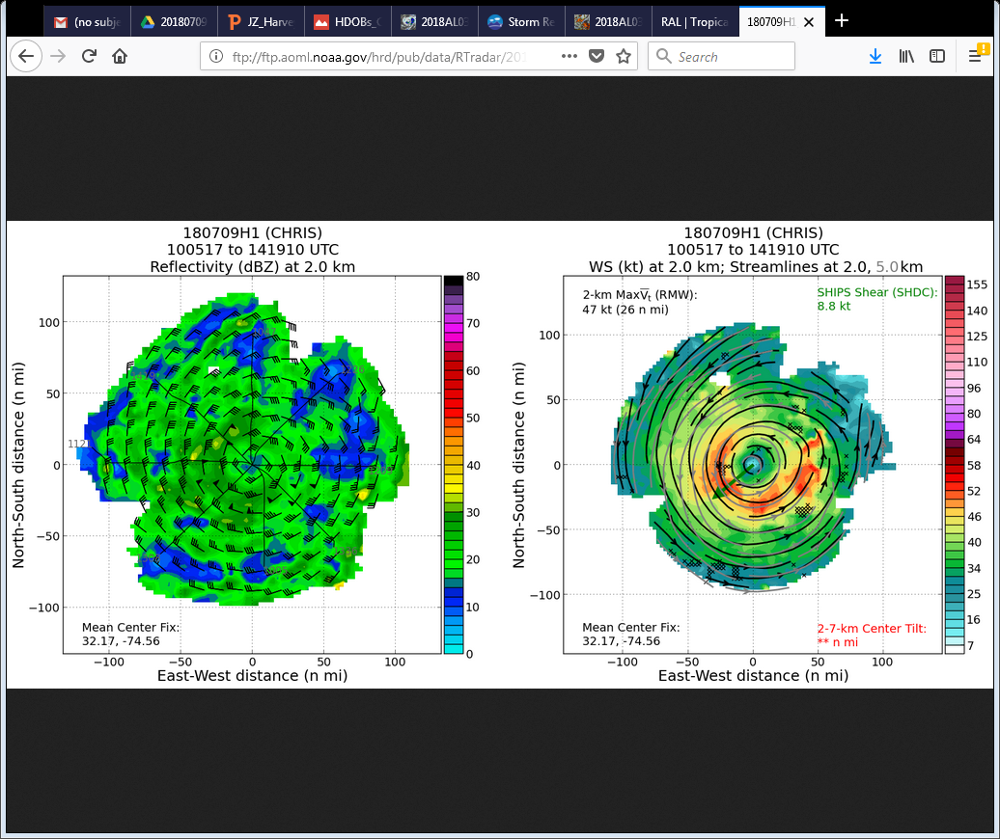 (no subje
20180709
JZ_Harve
HDOBs_
2018AL03
Storm Re
2018AL03
RAL | Tropica
180709H1
ftp://ftp.aoml.noaa.gov/hrd/pub/data/RTradar/201
Search
180709H1 (CHRIS)
100517 to 141910 UTC
Reflectivity (dBZ) at 2.0 km
North-South distance (n mi)
100
50
0
−50
−100
112
Mean Center Fix:
32.17, -74.56
−100 −50 0 50 100
East-West distance (n mi)
80
70
60
50
40
30
20
10
0
180709H1 (CHRIS)
100517 to 141910 UTC
WS (kt) at 2.0 km; Streamlines at 2.0, 5.0km
2-km MaxV̅t (RMW):
47 kt (26 n mi)
SHIPS Shear (SHDC):
8.8 kt
North-South distance (n mi)
100
50
0
−50
−100
Mean Center Fix:
32.17, -74.56
2-7-km Center Tilt:
** n mi
−100 −50 0 50 100
East-West distance (n mi)
155
140
125
110
96
80
64
58
52
46
40
34
25
16
7